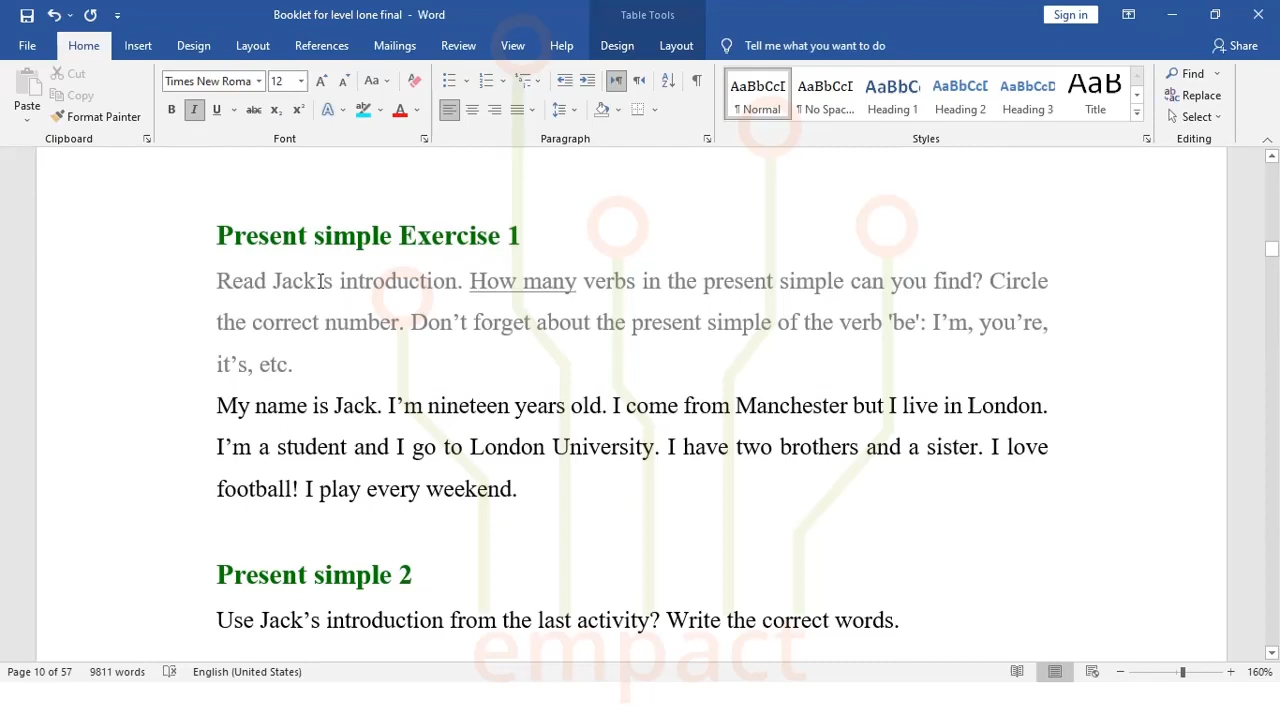 Booklet for level lone final - Word
Table Tools
Sign in
File Home Insert Design Layout References Mailings Review View Help Design Layout Tell me what you want to do Share
Paste
Cut
Copy
Format Painter
Clipboard
Times New Roma 12
Font
Paragraph
AaBbCcI AaBbCcI AaBbC AaBbCcI AaBbCcD AaB
¶ Normal ¶ No Spac... Heading 1 Heading 2 Heading 3 Title
Styles
Find
Replace
Select
Editing
Present simple Exercise 1
Read Jack's introduction. How many verbs in the present simple can you find? Circle
the correct number. Don’t forget about the present simple of the verb 'be': I’m, you’re,
it’s, etc.
My name is Jack. I’m nineteen years old. I come from Manchester but I live in London.
I’m a student and I go to London University. I have two brothers and a sister. I love
football! I play every weekend.
Present simple 2
Use Jack’s introduction from the last activity? Write the correct words.
empact
Page 10 of 57 9811 words English (United States) 160%